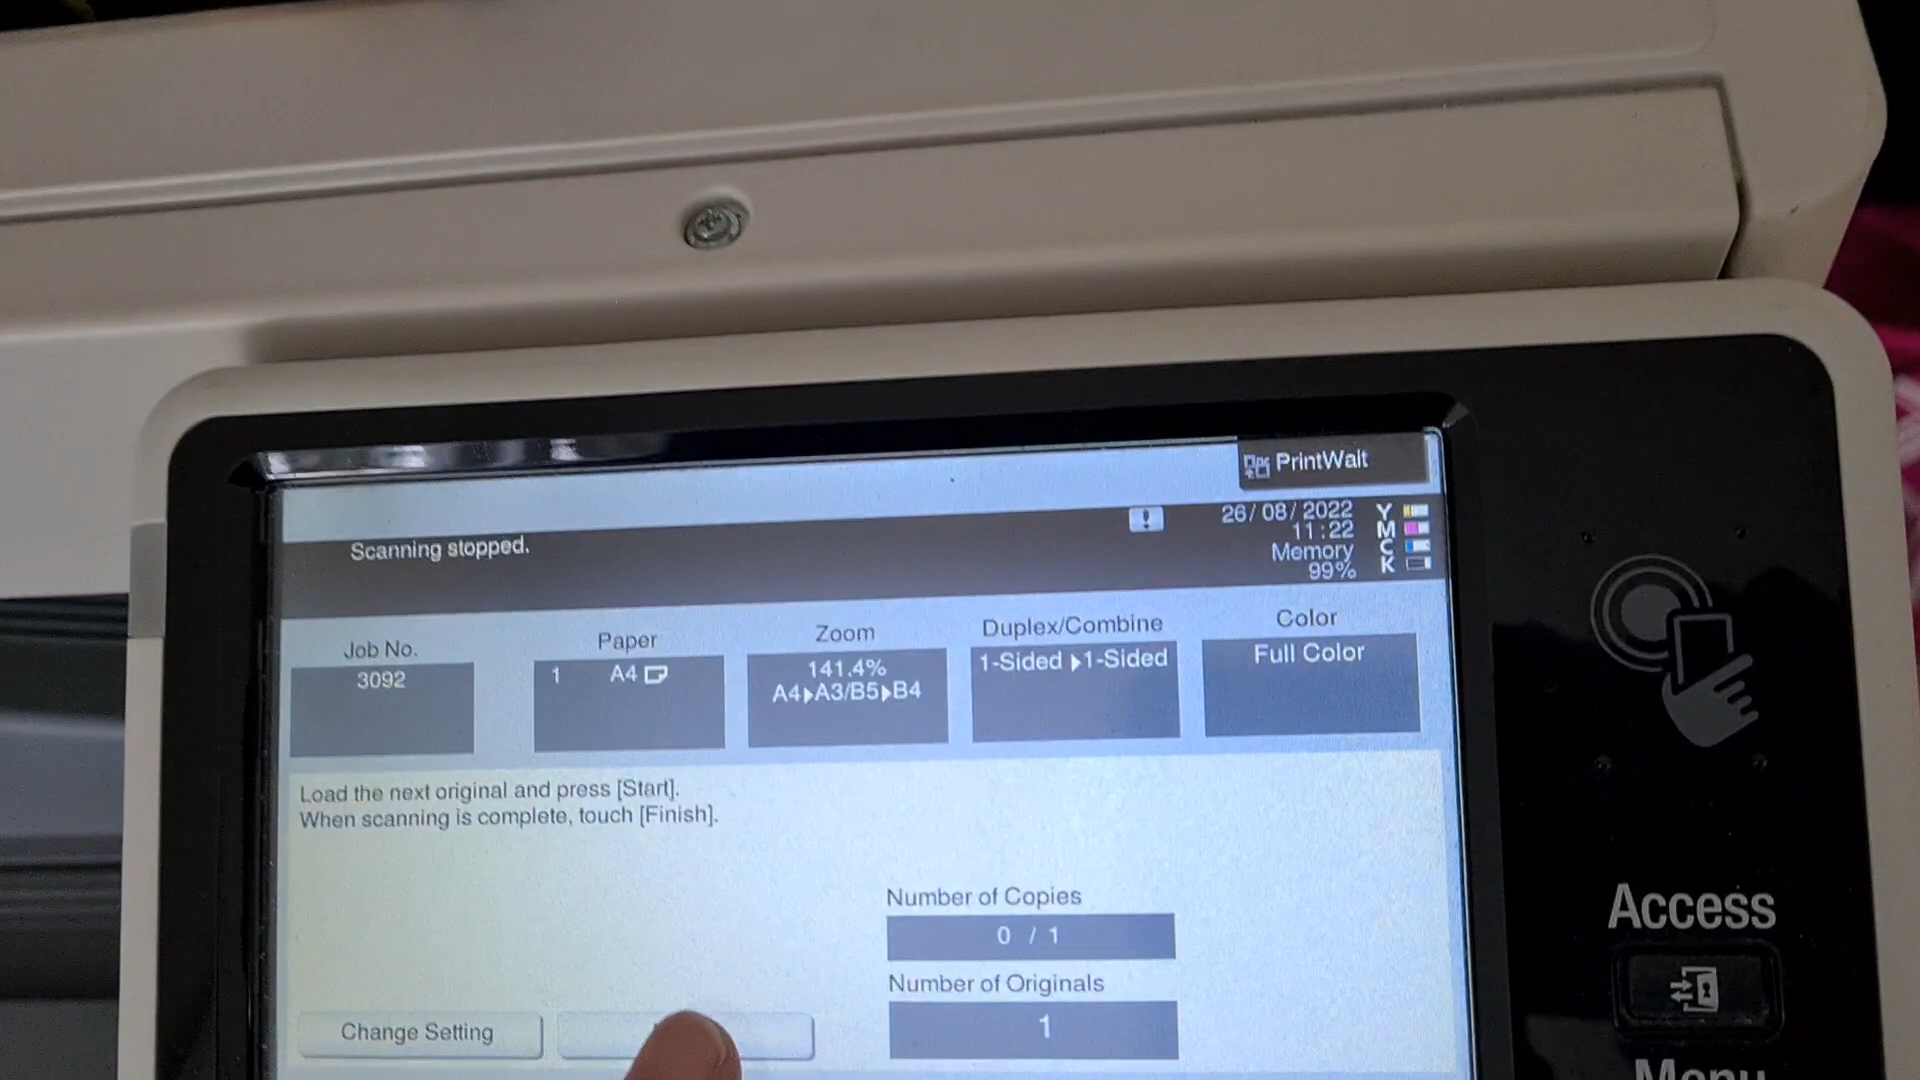 PrintWait
Scanning stopped.
!
26/08/2022
11:22
Memory
99%
Y
M
C
K
Job No.
3092
Paper
1 A4
Zoom
141.4%
A4▸A3/B5▸B4
Duplex/Combine
1-Sided ▸1-Sided
Color
Full Color
Load the next original and press [Start].
When scanning is complete, touch [Finish].
Number of Copies
0 / 1
Number of Originals
1
Change Setting
Access
Menu